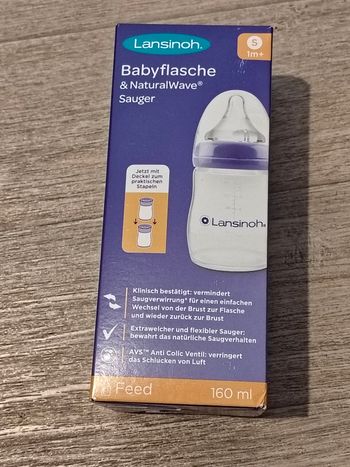 Lansinoh®
S
1m+
Babyflasche
& NaturalWave®
Sauger
Jetzt mit
Deckel zum
praktischen
Stapeln
Lansinoh®
Klinisch bestätigt: vermindert
Saugverwirrung* für einen einfachen
Wechsel von der Brust zur Flasche
und wieder zurück zur Brust
Extraweicher und flexibler Sauger:
bewahrt das natürliche Saugverhalten
AVS™ Anti Colic Ventil: verringert
das Schlucken von Luft
Feed
160 ml